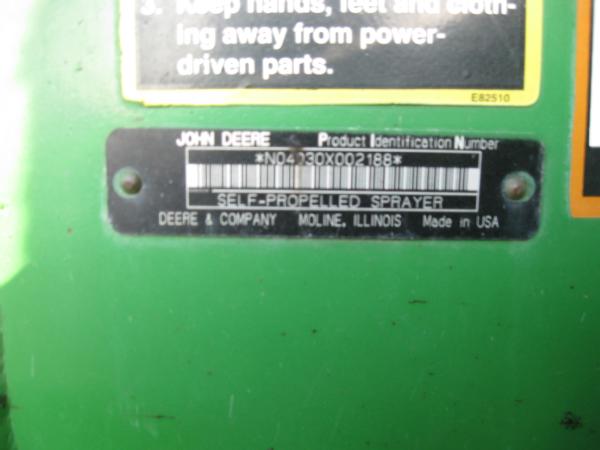 3. Keep hands, feet and cloth-
ing away from power-
driven parts.
E82510
JOHN DEERE Product Identification Number
*N04930X002188*
SELF-PROPELLED SPRAYER
DEERE & COMPANY MOLINE, ILLINOIS Made in USA